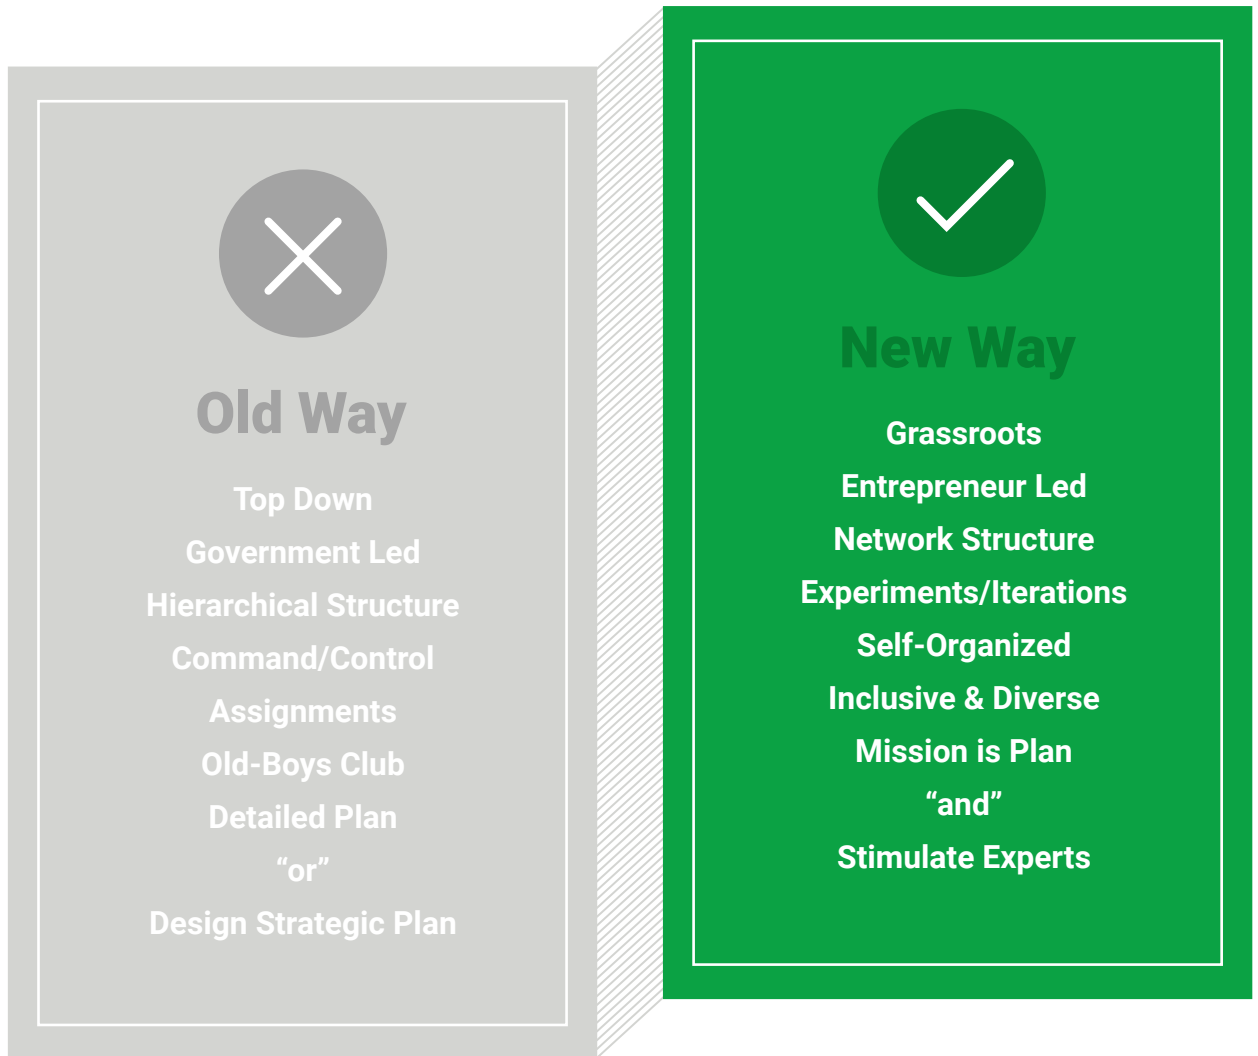 Old Way
Top Down
Government Led
Hierarchical Structure
Command/Control
Assignments
Old-Boys Club
Detailed Plan
“or”
Design Strategic Plan
New Way
Grassroots
Entrepreneur Led
Network Structure
Experiments/Iterations
Self-Organized
Inclusive & Diverse
Mission is Plan
“and”
Stimulate Experts